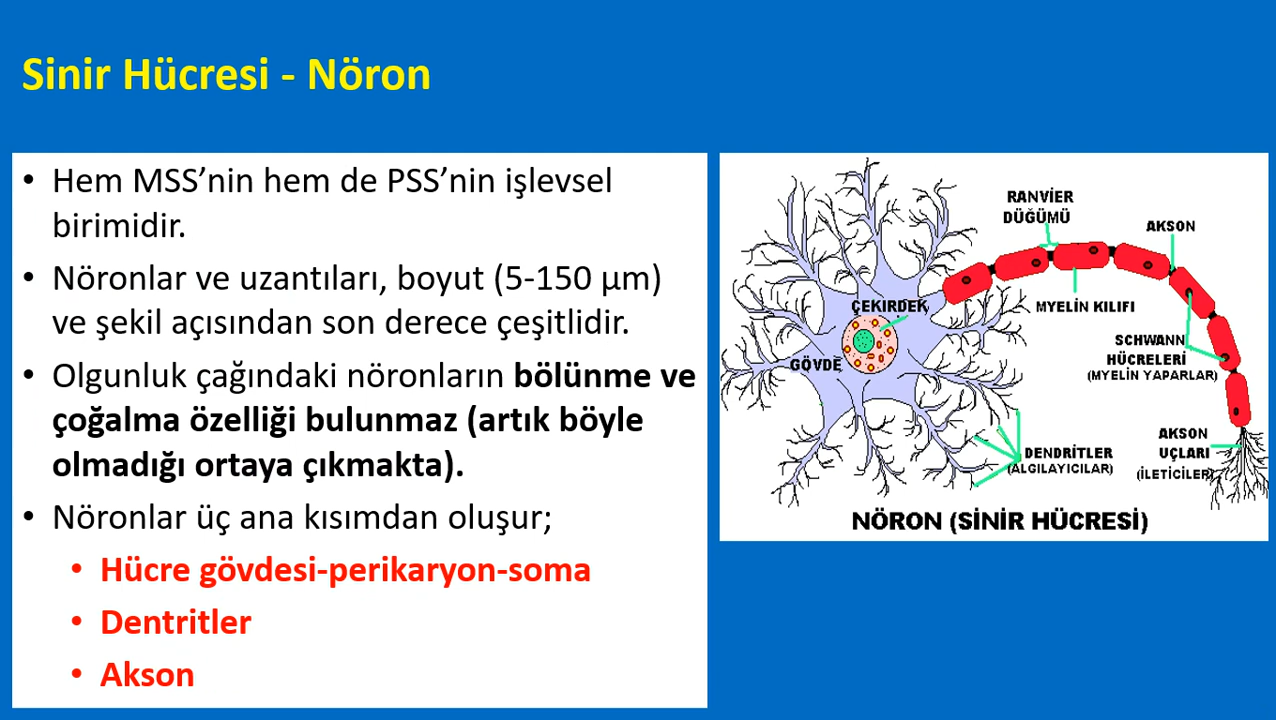 Sinir Hücresi - Nöron
• Hem MSS’nin hem de PSS’nin işlevsel
birimidir.
• Nöronlar ve uzantıları, boyut (5-150 µm)
ve şekil açısından son derece çeşitlidir.
• Olgunluk çağındaki nöronların bölünme ve
çoğalma özelliği bulunmaz (artık böyle
olmadığı ortaya çıkmakta).
• Nöronlar üç ana kısımdan oluşur;
• Hücre gövdesi-perikaryon-soma
• Dentritler
• Akson
RANVİER
DÜĞÜMÜ
AKSON
ÇEKIRDEK
MYELİN KILIFI
GÖVDE
SCHWANN
HÜCRELERİ
(MYELİN YAPARLAR)
AKSON
UÇLARI
(İLETİCİLER)
DENDRİTLER
(ALGILAYICILAR)
NÖRON (SİNİR HÜCRESİ)